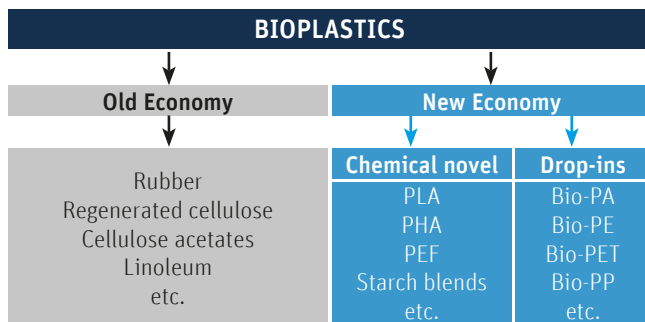 BIOPLASTICS
Old Economy
New Economy
Rubber
Regenerated cellulose
Cellulose acetates
Linoleum
etc.
Chemical novel
PLA
PHA
PEF
Starch blends
etc.
Drop-ins
Bio-PA
Bio-PE
Bio-PET
Bio-PP
etc.